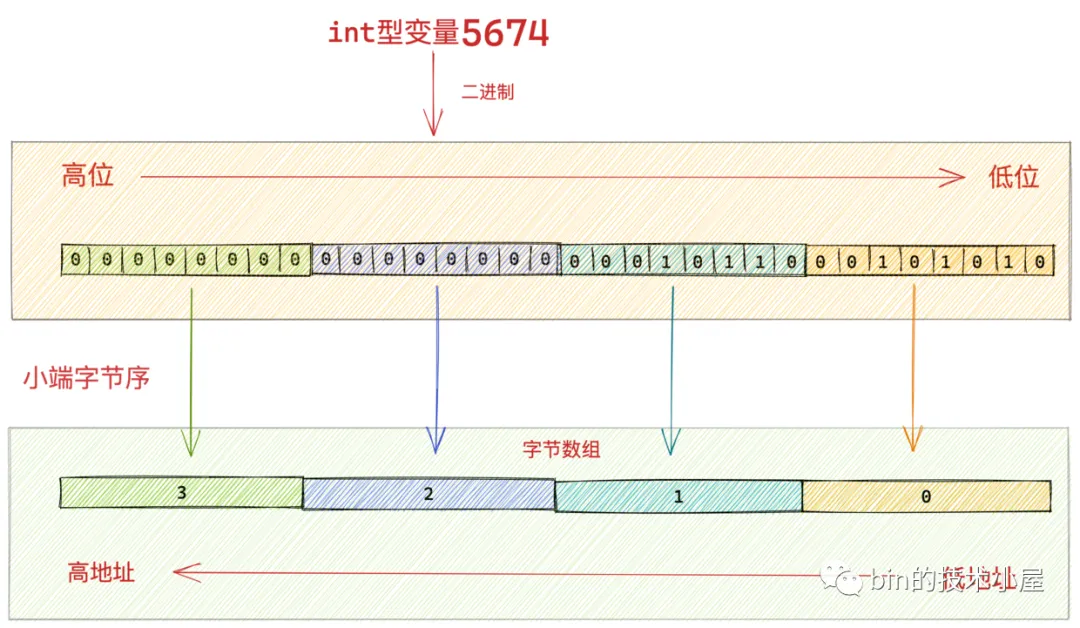 int型变量5674
二进制
高位 低位
0 0 0 0 0 0 0 0 0 0 0 0 0 0 0 0 0 0 0 1 0 1 1 0 0 0 1 0 1 0 1 0
小端字节序
字节数组
3 2 1 0
高地址 低地址
bin的技术小屋